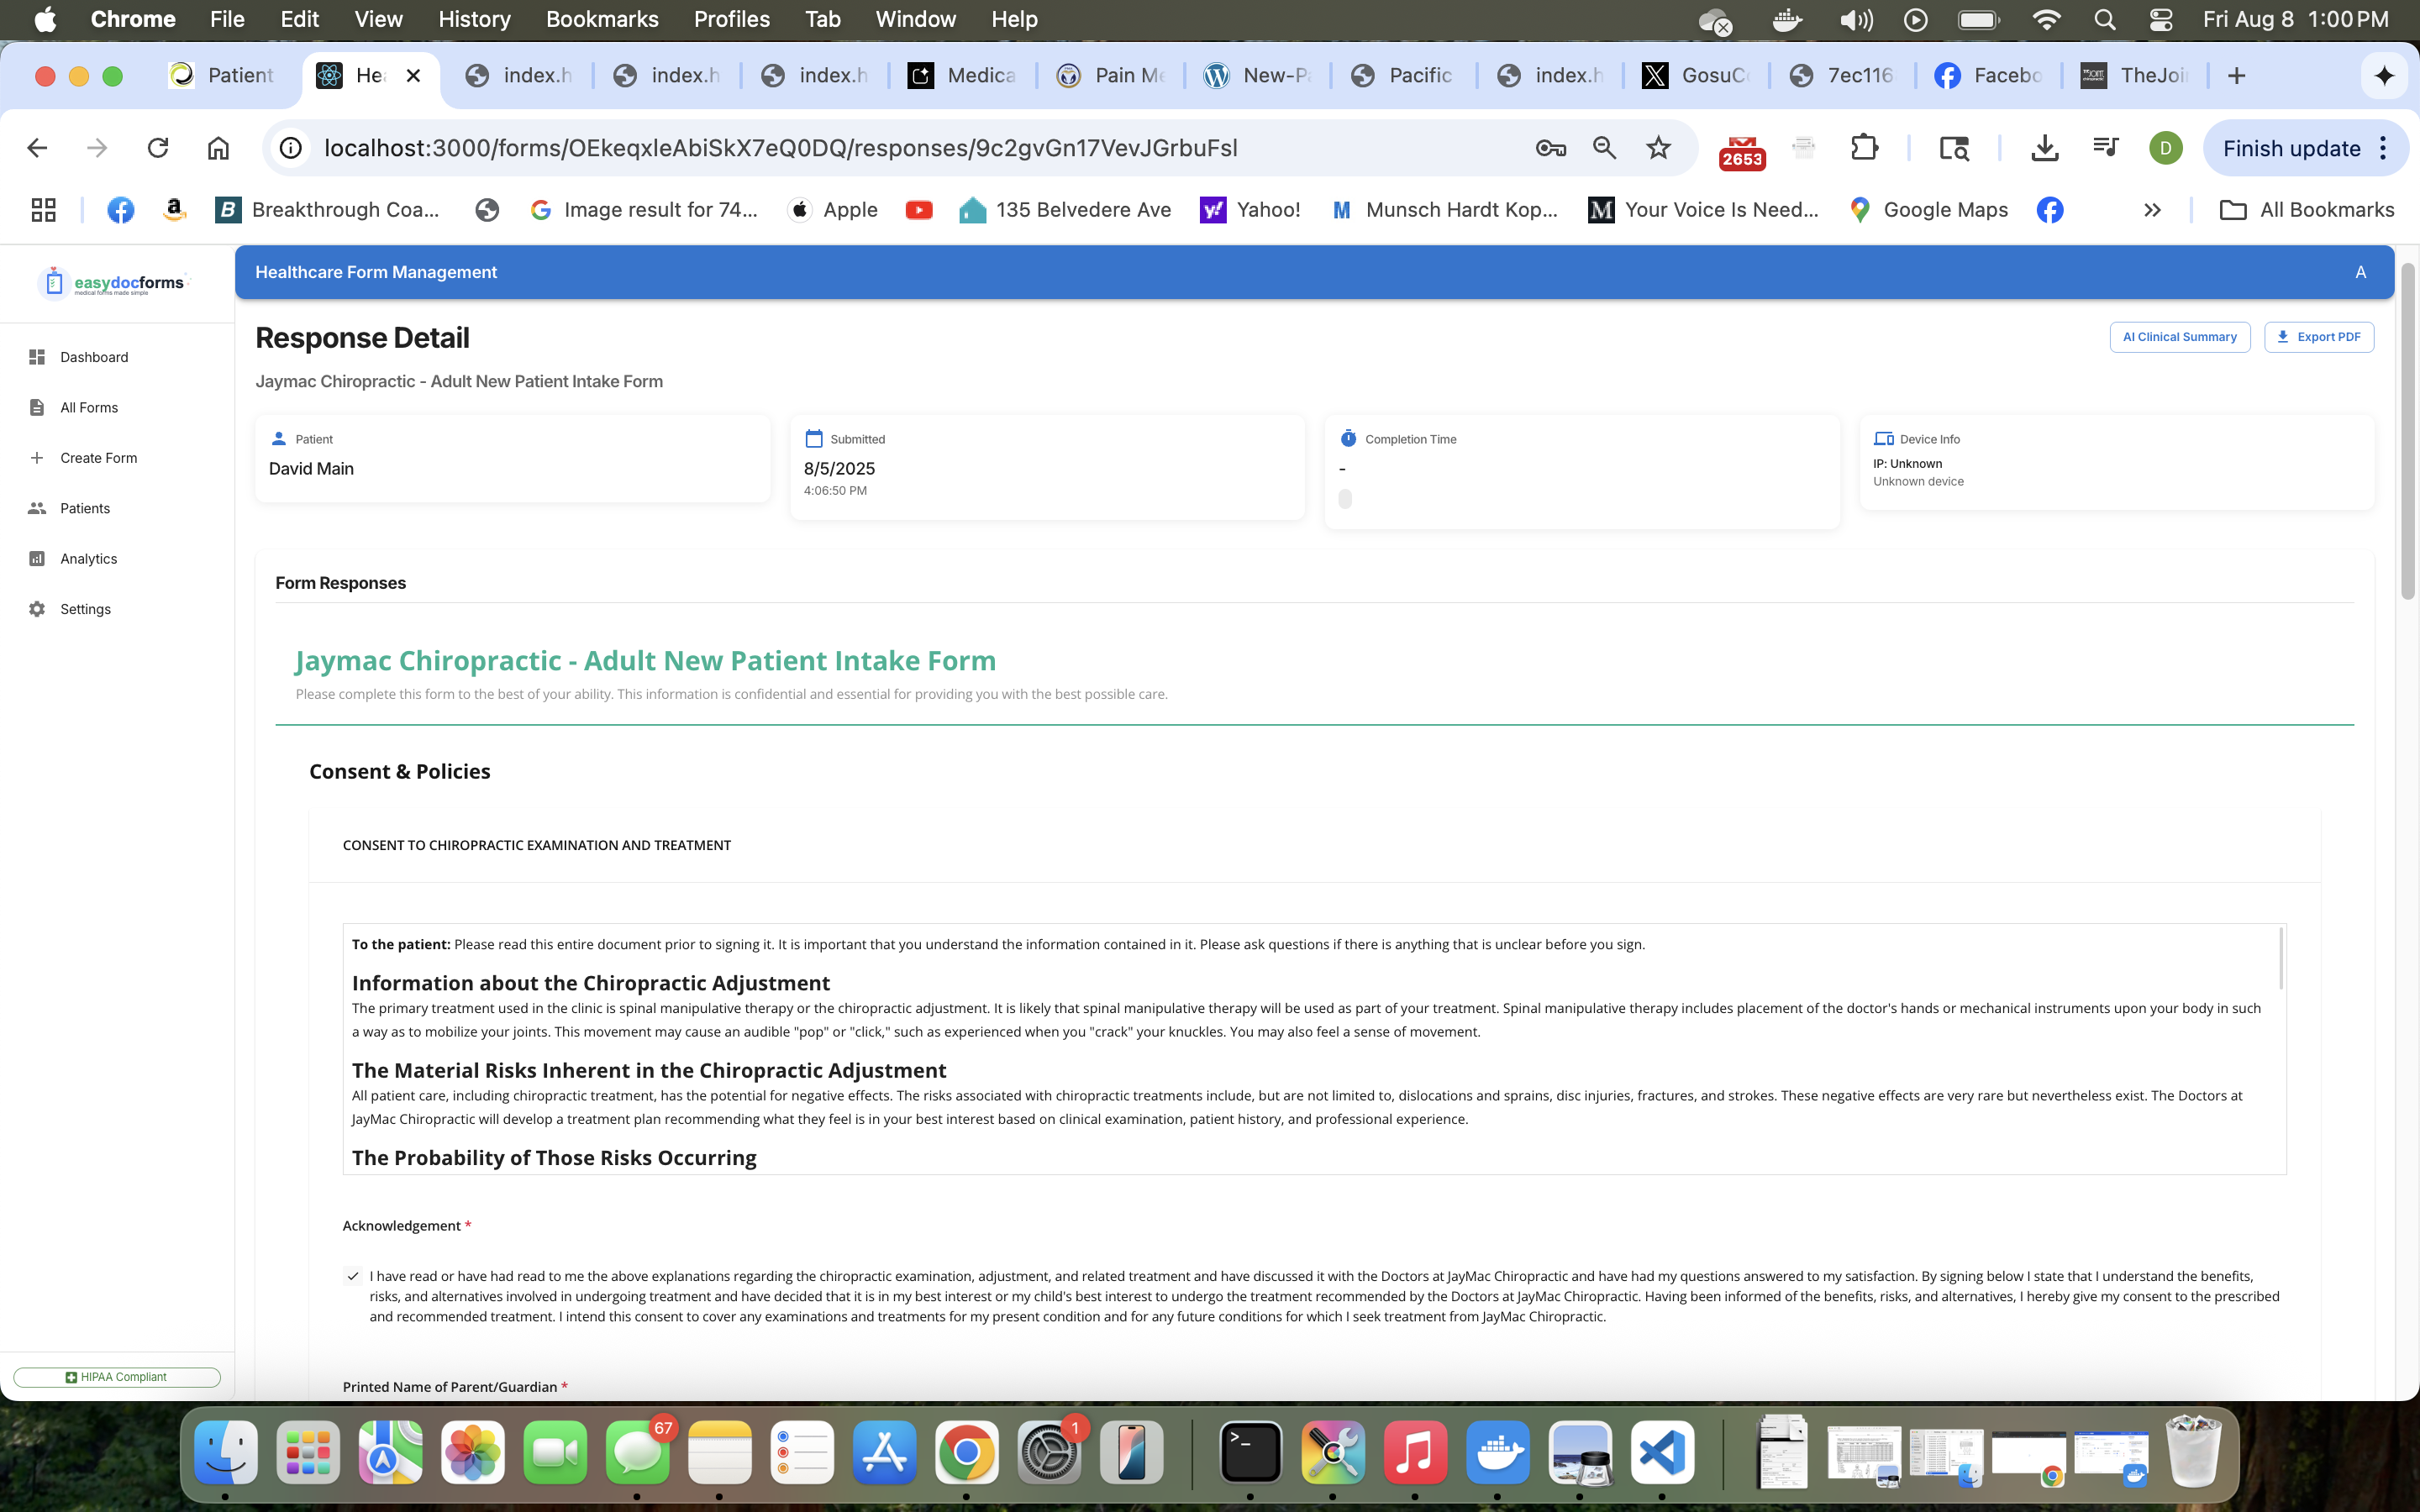 Chrome File Edit View History Bookmarks Profiles Tab Window Help Fri Aug 8 1:00 PM
Patient He index.h index.h index.h Medica Pain Me New-Pa Pacific index.h GosuC 7ec116 Facebo TheJoi
localhost:3000/forms/OEkeqxleAbiSkX7eQ0DQ/responses/9c2gvGn17VevJGrbuFsl 2653 D Finish update
B Breakthrough Coa... Image result for 74... Apple 135 Belvedere Ave Yahoo! Munsch Hardt Kop... Your Voice Is Need... Google Maps All Bookmarks
easydocforms
medical forms made simple
Healthcare Form Management A
Dashboard
All Forms
Create Form
Patients
Analytics
Settings
HIPAA Compliant
Response Detail
AI Clinical Summary Export PDF
Jaymac Chiropractic - Adult New Patient Intake Form
Patient
David Main
Submitted
8/5/2025
4:06:50 PM
Completion Time
-
Device Info
IP: Unknown
Unknown device
Form Responses
Jaymac Chiropractic - Adult New Patient Intake Form
Please complete this form to the best of your ability. This information is confidential and essential for providing you with the best possible care.
Consent & Policies
CONSENT TO CHIROPRACTIC EXAMINATION AND TREATMENT
To the patient: Please read this entire document prior to signing it. It is important that you understand the information contained in it. Please ask questions if there is anything that is unclear before you sign.
Information about the Chiropractic Adjustment
The primary treatment used in the clinic is spinal manipulative therapy or the chiropractic adjustment. It is likely that spinal manipulative therapy will be used as part of your treatment. Spinal manipulative therapy includes placement of the doctor's hands or mechanical instruments upon your body in such
a way as to mobilize your joints. This movement may cause an audible "pop" or "click," such as experienced when you "crack" your knuckles. You may also feel a sense of movement.
The Material Risks Inherent in the Chiropractic Adjustment
All patient care, including chiropractic treatment, has the potential for negative effects. The risks associated with chiropractic treatments include, but are not limited to, dislocations and sprains, disc injuries, fractures, and strokes. These negative effects are very rare but nevertheless exist. The Doctors at
JayMac Chiropractic will develop a treatment plan recommending what they feel is in your best interest based on clinical examination, patient history, and professional experience.
The Probability of Those Risks Occurring
Acknowledgement *
I have read or have had read to me the above explanations regarding the chiropractic examination, adjustment, and related treatment and have discussed it with the Doctors at JayMac Chiropractic and have had my questions answered to my satisfaction. By signing below I state that I understand the benefits,
risks, and alternatives involved in undergoing treatment and have decided that it is in my best interest or my child's best interest to undergo the treatment recommended by the Doctors at JayMac Chiropractic. Having been informed of the benefits, risks, and alternatives, I hereby give my consent to the prescribed
and recommended treatment. I intend this consent to cover any examinations and treatments for my present condition and for any future conditions for which I seek treatment from JayMac Chiropractic.
Printed Name of Parent/Guardian *
67 1